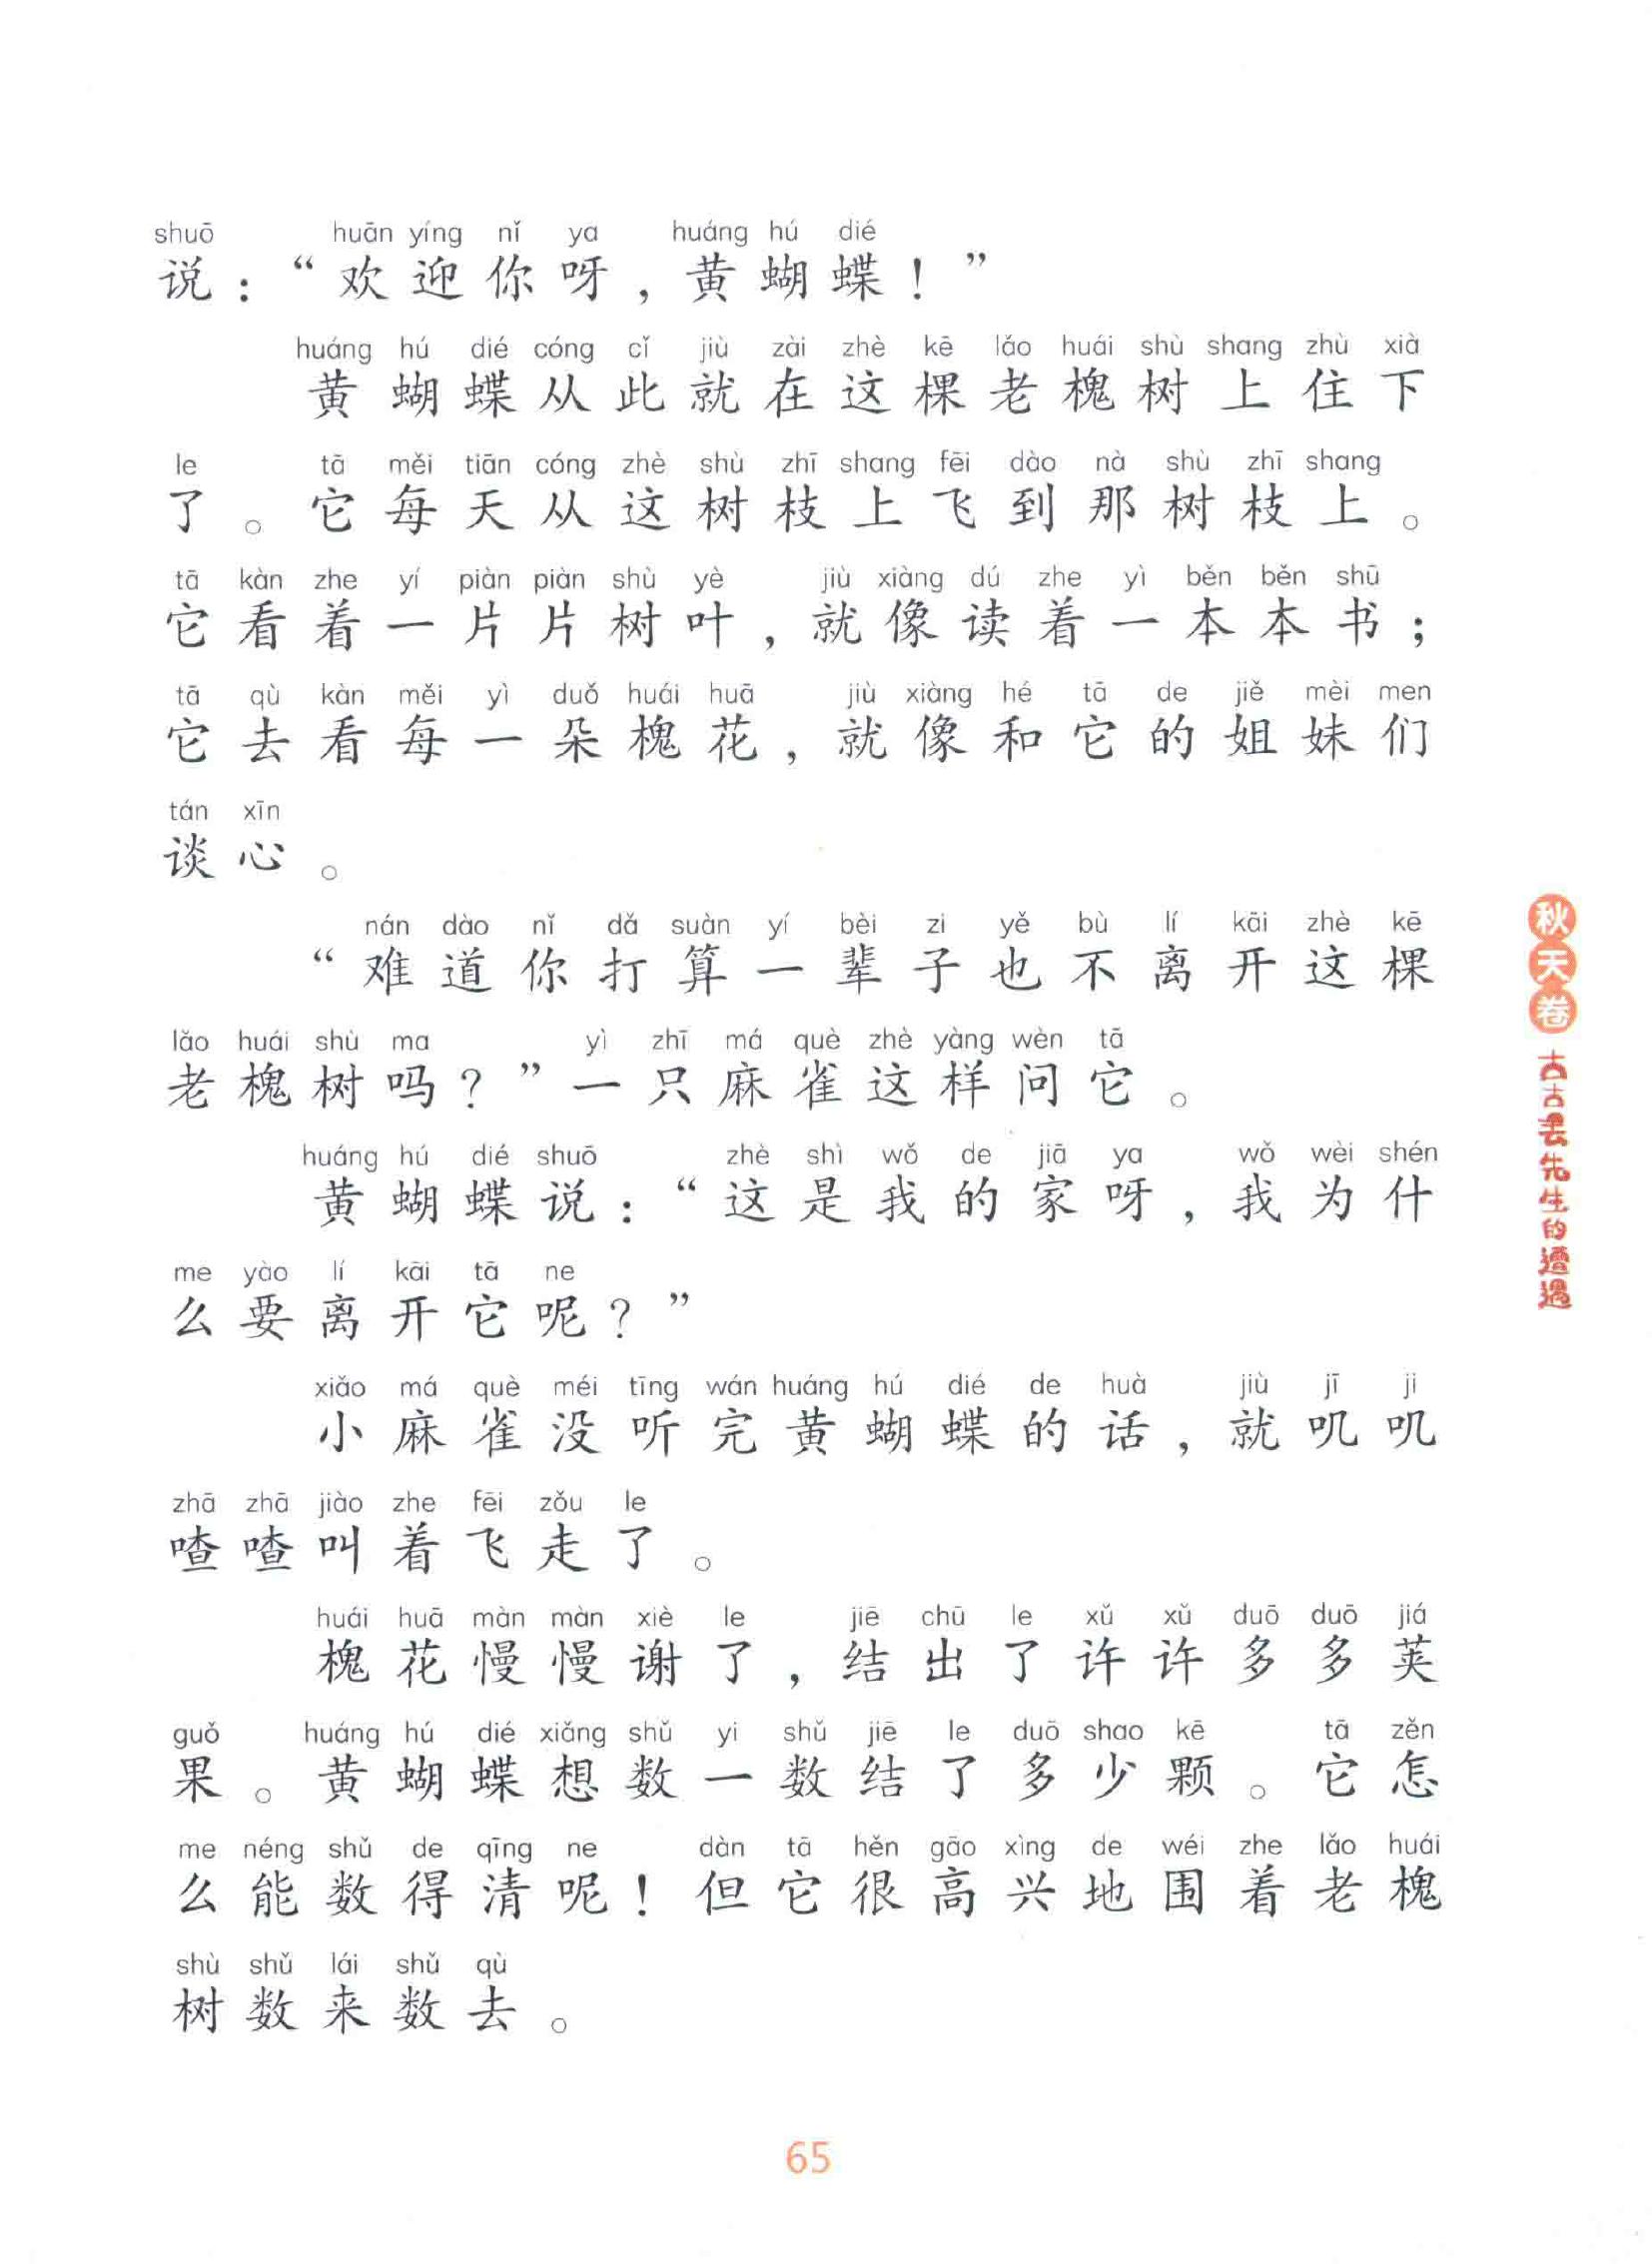 shuō huān yíng nǐ ya huáng hú dié
说：“欢迎你呀，黄蝴蝶！”
huáng hú dié cóng cǐ jiù zài zhè kē lǎo huái shù shang zhù xià
黄蝴蝶从此就在这棵老槐树上住下
le tā měi tiān cóng zhè shù zhī shang fēi dào nà shù zhī shang
了。它每天从这树枝上飞到那树枝上。
tā kàn zhe yí piàn piàn shù yè jiù xiàng dú zhe yì běn běn shū
它看着一片片树叶，就像读着一本本书；
tā qù kàn měi yì duǒ huái huā jiù xiàng hé tā de jiě mèi men
它去看每一朵槐花，就像和它的姐妹们
tán xīn
谈心。
nán dào nǐ dǎ suàn yí bèi zi yě bù lí kāi zhè kē
“难道你打算一辈子也不离开这棵
lǎo huái shù ma yì zhī má què zhè yàng wèn tā
老槐树吗？”一只麻雀这样问它。
huáng hú dié shuō zhè shì wǒ de jiā ya wǒ wèi shén
黄蝴蝶说：“这是我的家呀，我为什
me yào lí kāi tā ne
么要离开它呢？”
xiǎo má què méi tīng wán huáng hú dié de huà jiù jī ji
小麻雀没听完黄蝴蝶的话，就叽叽
zhā zhā jiào zhe fēi zǒu le
喳喳叫着飞走了。
huái huā màn màn xiè le jiē chū le xǔ xǔ duō duō jiá
槐花慢慢谢了，结出了许许多多荚
guǒ huáng hú dié xiǎng shǔ yi shǔ jiē le duō shao kē tā zěn
果。黄蝴蝶想数一数结了多少颗。它怎
me néng shǔ de qīng ne dàn tā hěn gāo xìng de wéi zhe lǎo huái
么能数得清呢！但它很高兴地围着老槐
shù shǔ lái shǔ qù
树数来数去。
秋天卷
古古丢先生的遭遇
65